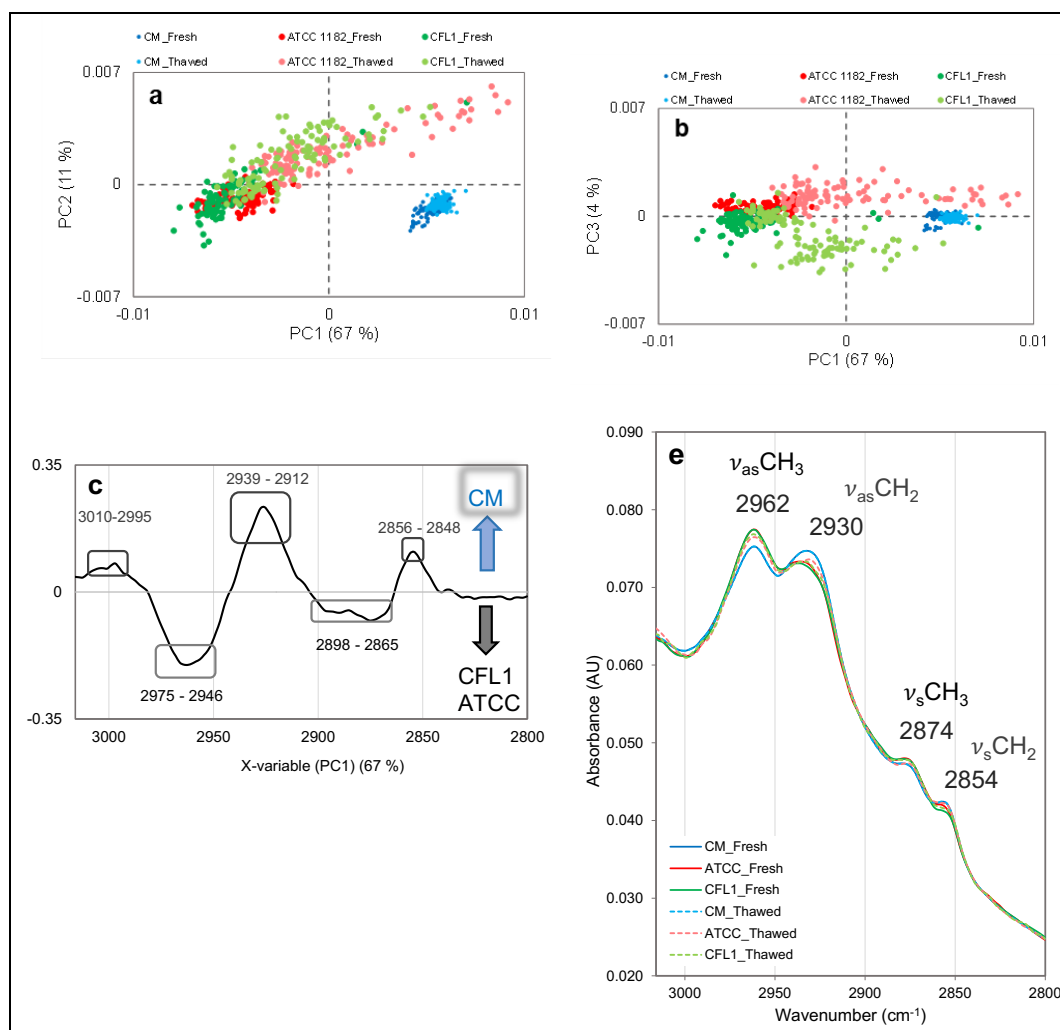 CM_Fresh ATCC 1182_Fresh CFL1_Fresh
CM_Thawed ATCC 1182_Thawed CFL1_Thawed
0.007
a
PC2 (11 %)
0
-0.007
-0.01 0 0.01
PC1 (67 %)
CM_Fresh ATCC 1182_Fresh CFL1_Fresh
CM_Thawed ATCC 1182_Thawed CFL1_Thawed
0.007
b
PC3 (4 %)
0
-0.007
-0.01 0 0.01
PC1 (67 %)
0.35
c
2939 - 2912
CM
3010-2995
2856 - 2848
0
2898 - 2865
CFL1
ATCC
2975 - 2946
-0.35
3000 2950 2900 2850 2800
X-variable (PC1) (67 %)
0.090
e
νasCH3
2962
νasCH2
2930
0.080
0.070
0.060
νsCH3
2874
νsCH2
2854
Absorbance (AU)
0.050
0.040
0.030
0.020
CM_Fresh
ATCC_Fresh
CFL1_Fresh
CM_Thawed
ATCC_Thawed
CFL1_Thawed
3000 2950 2900 2850 2800
Wavenumber (cm-1)